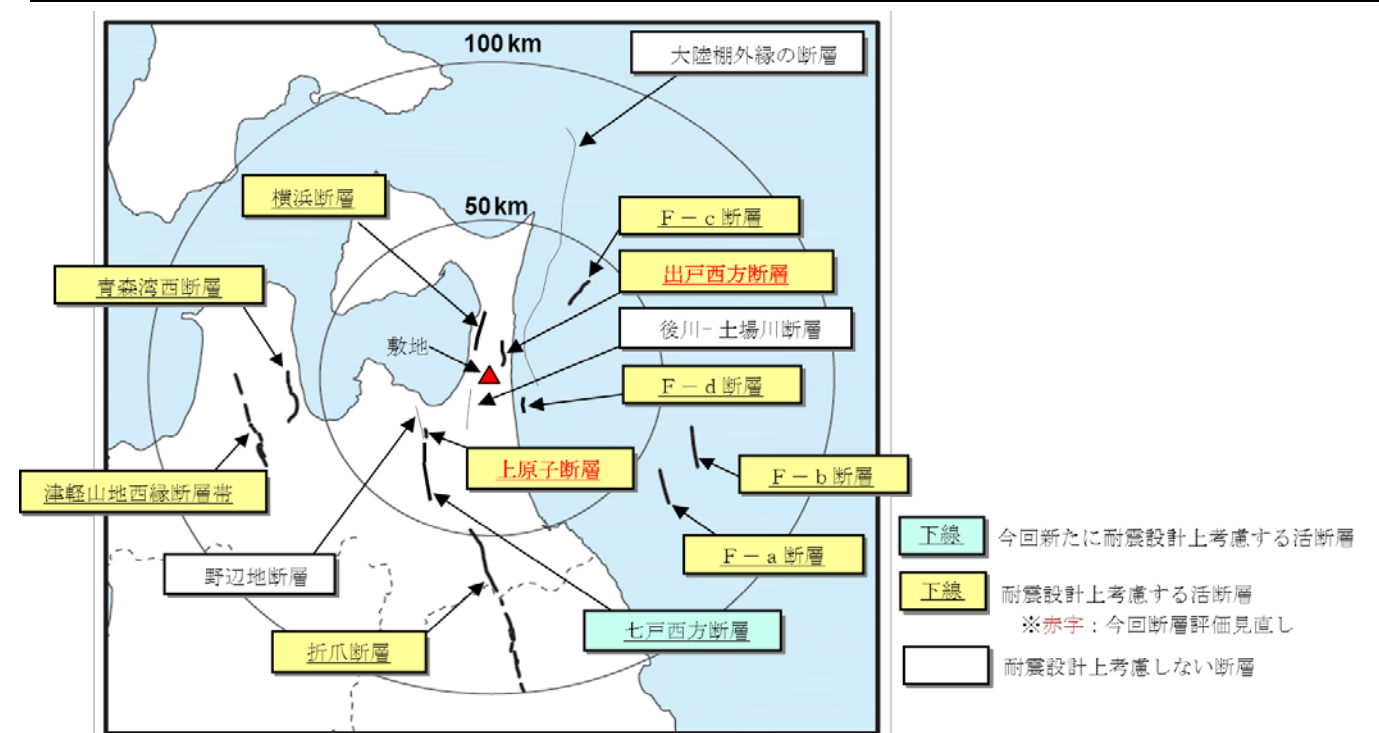 100 km
大陸棚外縁の断層
横浜断層
50 km
F－c断層
青森湾西断層
出戸西方断層
後川－土場川断層
敷地
F－d断層
上原子断層
F－b断層
津軽山地西縁断層帯
F－a断層
野辺地断層
七戸西方断層
折爪断層
下線 今回新たに耐震設計上考慮する活断層
下線 耐震設計上考慮する活断層
※赤字：今回断層評価見直し
耐震設計上考慮しない断層